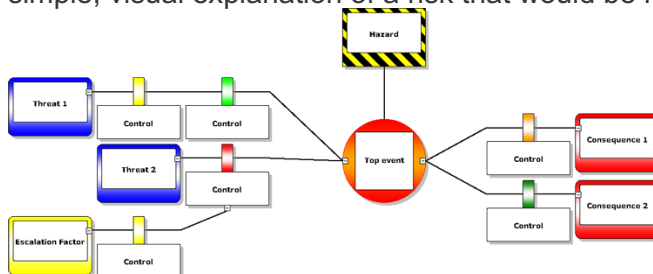 simple, visual explanation of a risk that would be
Hazard
Threat 1
Control
Control
Top event
Control
Consequence 1
Threat 2
Control
Control
Consequence 2
Escalation Factor
Control